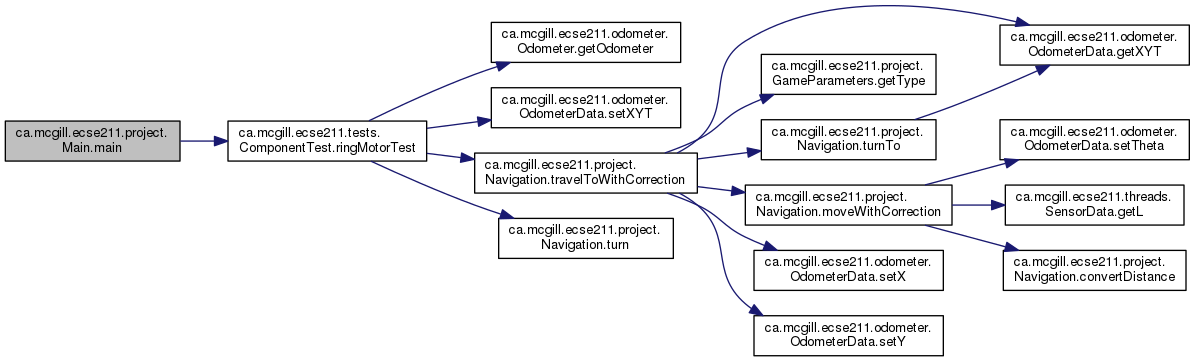 ca.mcgill.ecse211.project.
Main.main
ca.mcgill.ecse211.tests.
ComponentTest.ringMotorTest
ca.mcgill.ecse211.odometer.
Odometer.getOdometer
ca.mcgill.ecse211.odometer.
OdometerData.setXYT
ca.mcgill.ecse211.project.
Navigation.travelToWithCorrection
ca.mcgill.ecse211.project.
Navigation.turn
ca.mcgill.ecse211.project.
GameParameters.getType
ca.mcgill.ecse211.project.
Navigation.turnTo
ca.mcgill.ecse211.project.
Navigation.moveWithCorrection
ca.mcgill.ecse211.odometer.
OdometerData.setX
ca.mcgill.ecse211.odometer.
OdometerData.setY
ca.mcgill.ecse211.odometer.
OdometerData.getXYT
ca.mcgill.ecse211.odometer.
OdometerData.setTheta
ca.mcgill.ecse211.threads.
SensorData.getL
ca.mcgill.ecse211.project.
Navigation.convertDistance